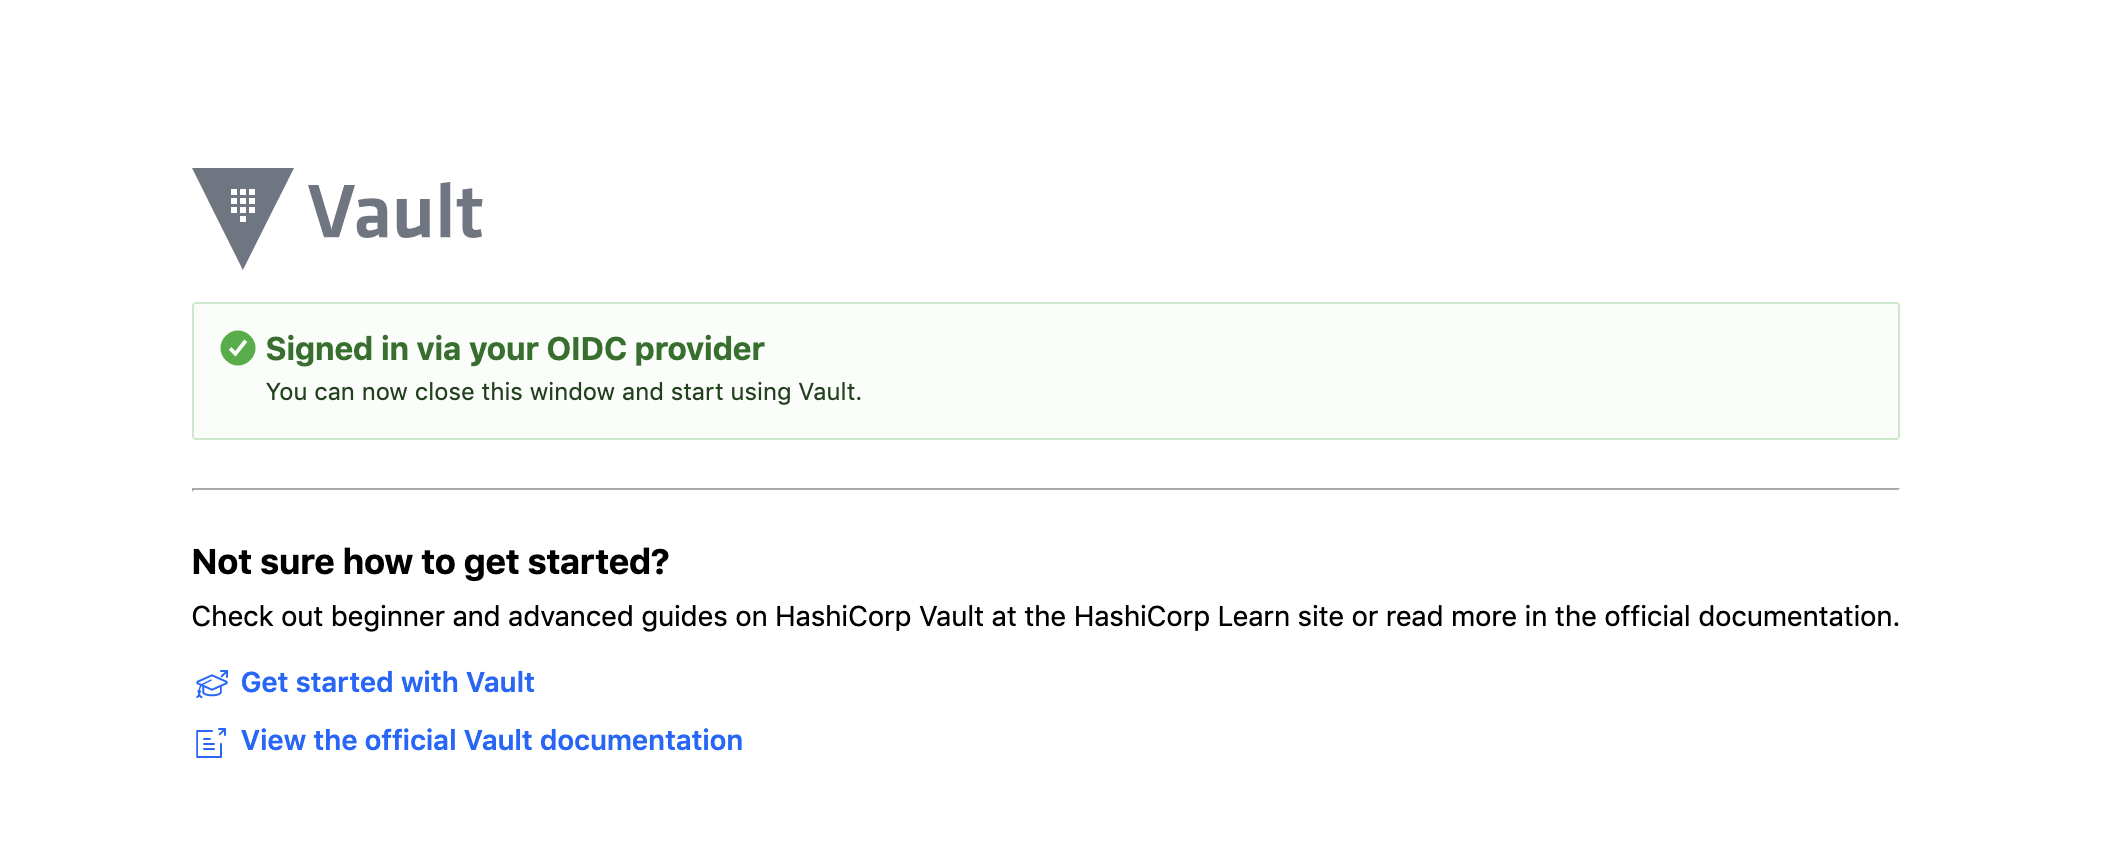 Vault
Signed in via your OIDC provider
You can now close this window and start using Vault.
Not sure how to get started?
Check out beginner and advanced guides on HashiCorp Vault at the HashiCorp Learn site or read more in the official documentation.
Get started with Vault
View the official Vault documentation